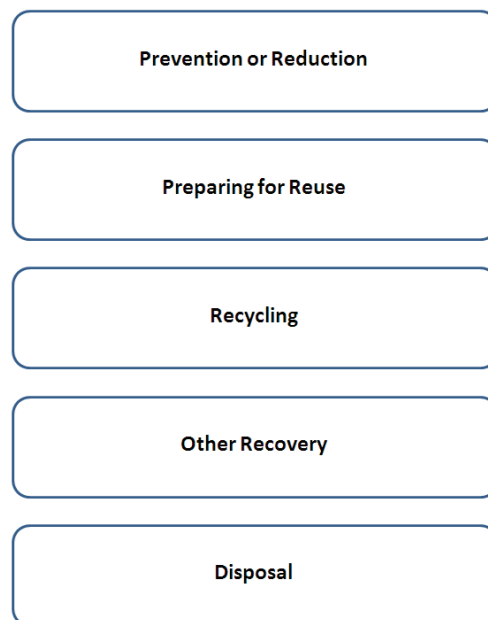 Prevention or Reduction
Preparing for Reuse
Recycling
Other Recovery
Disposal